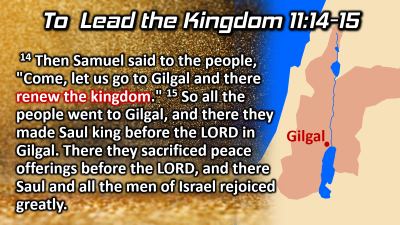 To Lead the Kingdom 11:14-15
14 Then Samuel said to the people,
"Come, let us go to Gilgal and there
renew the kingdom." 15 So all the
people went to Gilgal, and there they
made Saul king before the LORD in
Gilgal. There they sacrificed peace
offerings before the LORD, and there
Saul and all the men of Israel rejoiced
greatly.
Gilgal